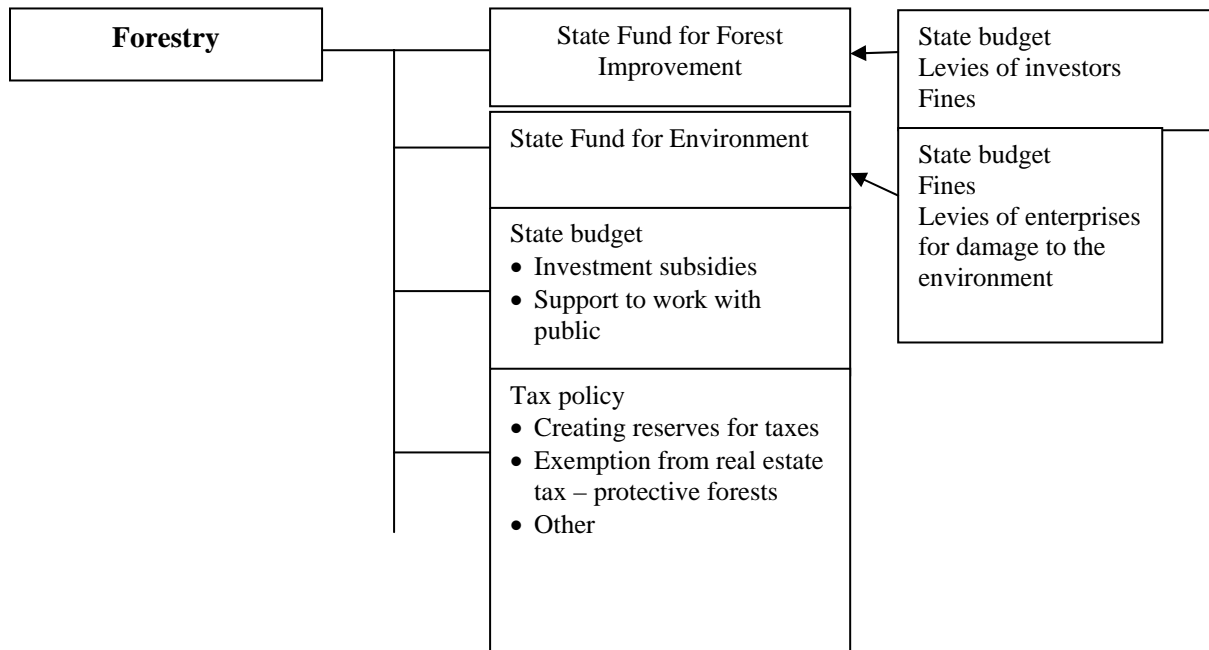 Forestry
State Fund for Forest
Improvement
State budget
Levies of investors
Fines
State Fund for Environment
State budget
Fines
Levies of enterprises
for damage to the
environment
State budget
• Investment subsidies
• Support to work with
public
Tax policy
• Creating reserves for taxes
• Exemption from real estate
tax – protective forests
• Other